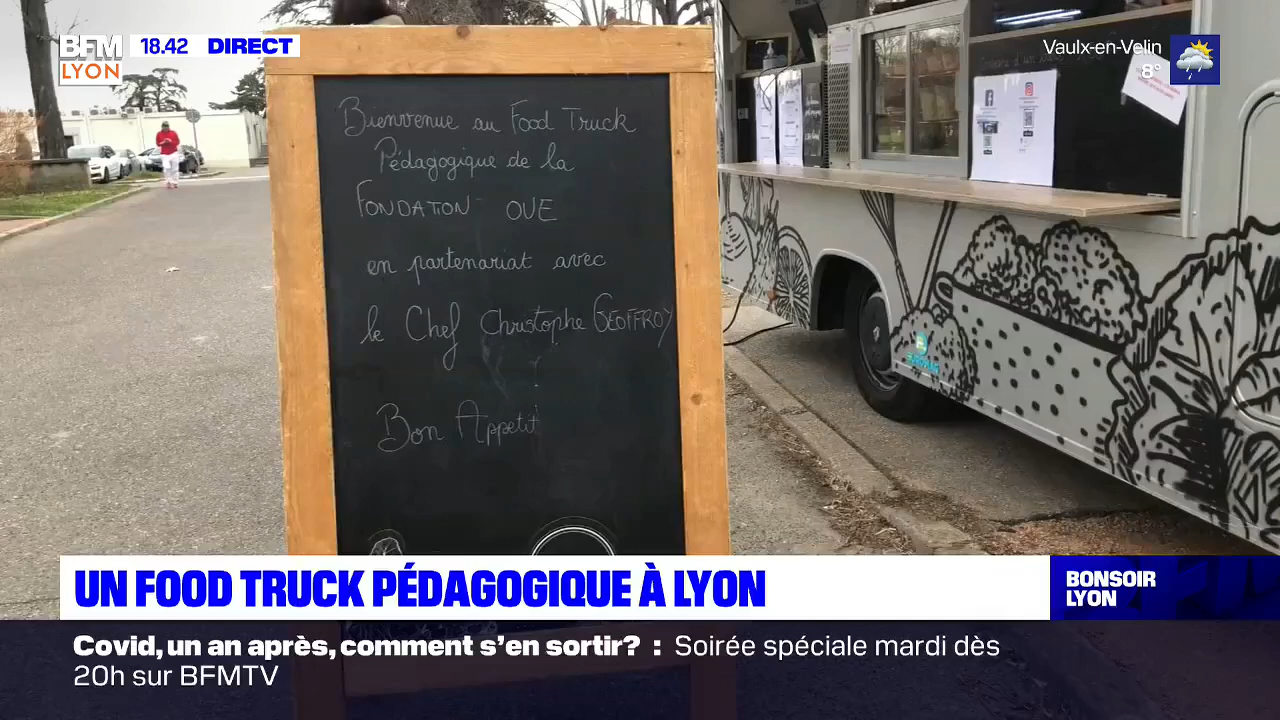 BFM
LYON
18.42 DIRECT
Vaulx-en-Velin
8°
Bienvenue au Food Truck
Pédagogique de la
FONDATION OVE
en partenariat avec
le Chef Christophe GEOFFROY
Bon Appetit
UN FOOD TRUCK PÉDAGOGIQUE À LYON
BONSOIR
LYON
Covid, un an après, comment s'en sortir? : Soirée spéciale mardi dès
20h sur BFMTV